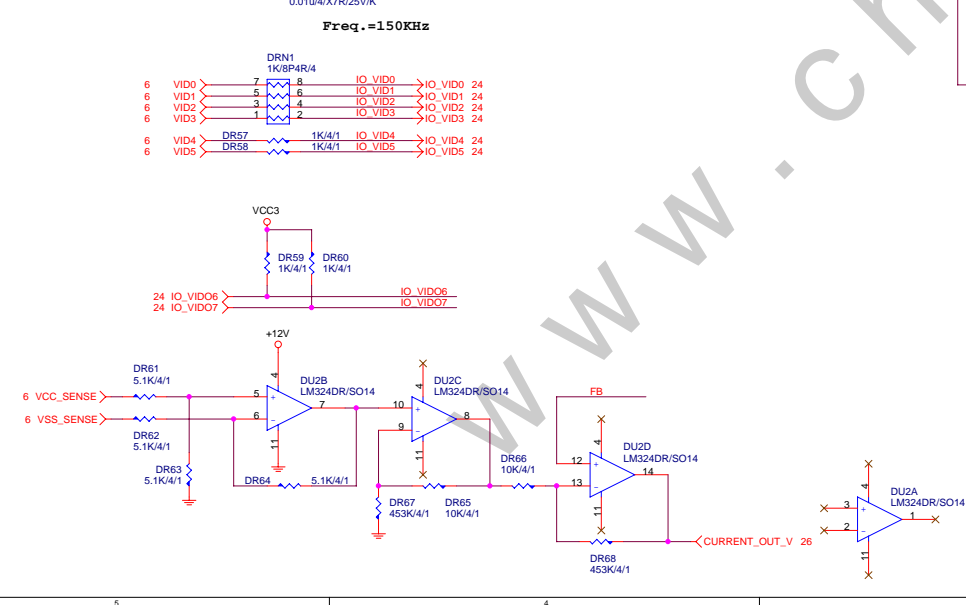 0.01u/4/X7R/25V/K
Freq.=150KHz
DRN1
1K/8P4R/4
6 VID0 7 8 IO_VID0 IO_VID0 24
6 VID1 5 6 IO_VID1 IO_VID1 24
6 VID2 3 4 IO_VID2 IO_VID2 24
6 VID3 1 2 IO_VID3 IO_VID3 24
6 VID4 DR57 1K/4/1 IO_VID4 IO_VID4 24
6 VID5 DR58 1K/4/1 IO_VID5 IO_VID5 24
VCC3
DR59 DR60
1K/4/1 1K/4/1
24 IO_VIDO6 IO_VIDO6
24 IO_VIDO7 IO_VIDO7
+12V
DR61
5.1K/4/1
6 VCC_SENSE
6 VSS_SENSE
DR62
5.1K/4/1
DR63
5.1K/4/1
DR64 5.1K/4/1
DU2B
LM324DR/SO14
4
5
+
6
-
7
11
DU2C
LM324DR/SO14
4
10
+
9
-
8
11
DR67
453K/4/1
DR65
10K/4/1
DR66
10K/4/1
FB
DU2D
LM324DR/SO14
4
12
+
13
-
14
11
DR68
453K/4/1
CURRENT_OUT_V 26
DU2A
LM324DR/SO14
4
3
+
2
-
1
11
5 4
www.ch